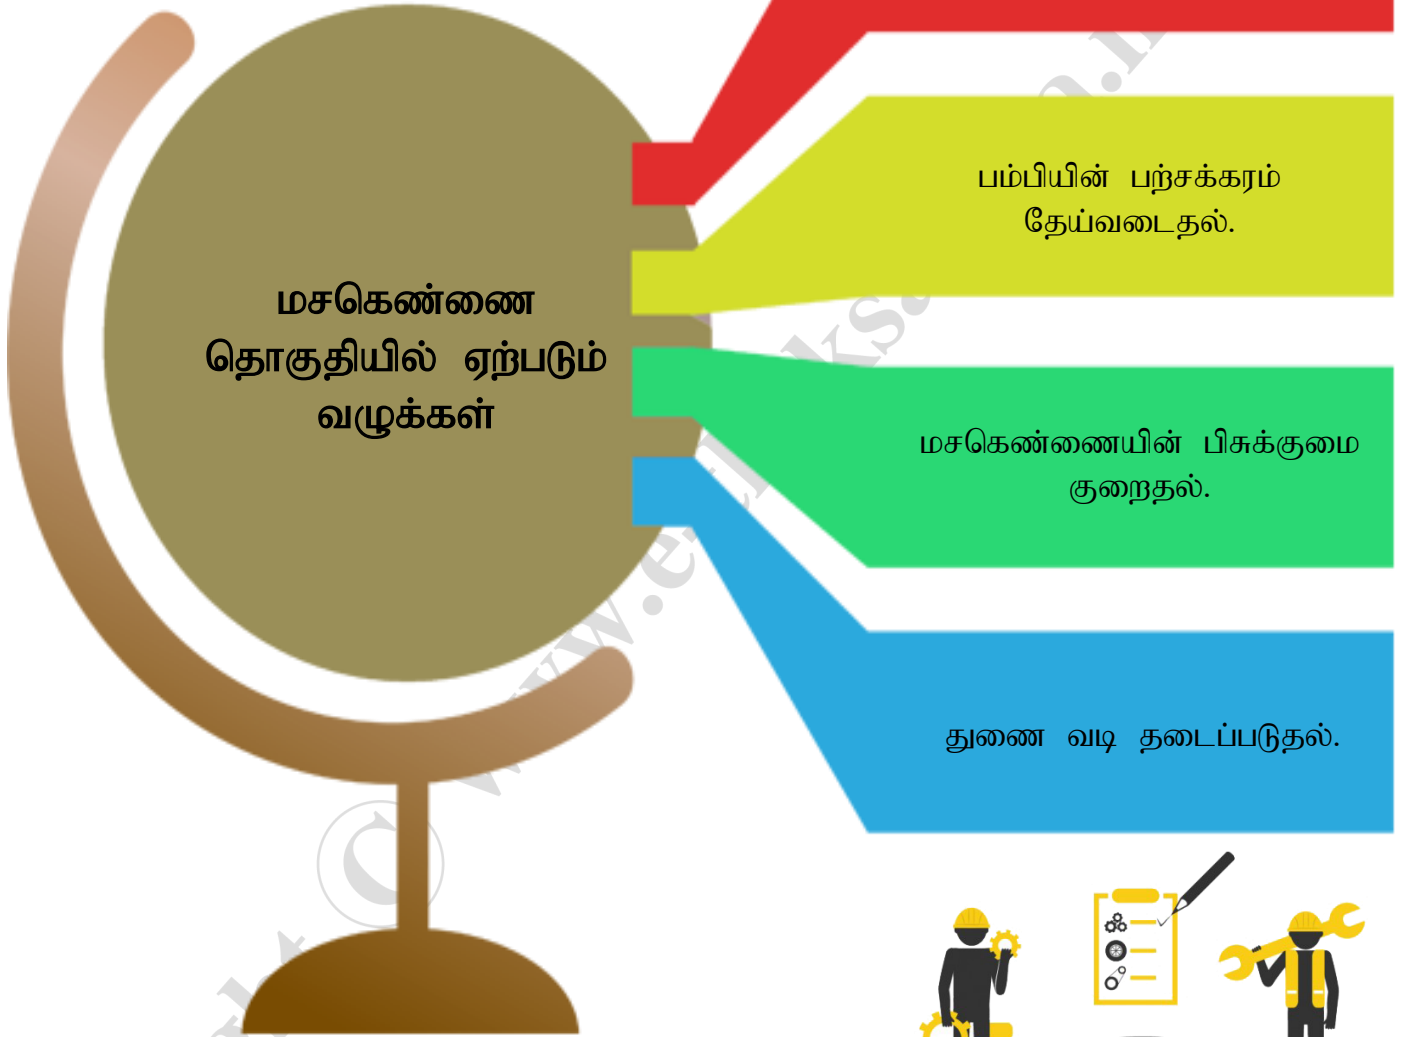 மசகெண்ணை
தொகுதியில் ஏற்படும்
வழுக்கள்
பம்பியின் பற்சக்கரம்
தேய்வடைதல்.
மசகெண்ணையின் பிசுக்குமை
குறைதல்.
துணை வடி தடைப்படுதல்.